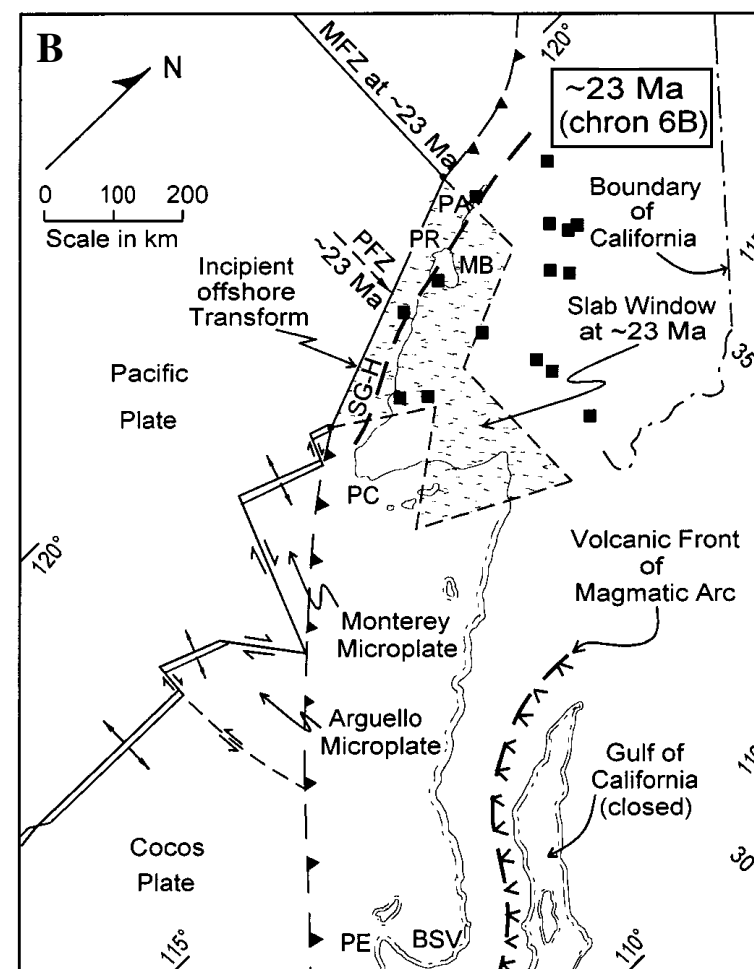 B
N
0 100 200
Scale in km
MFZ at ~23 Ma
120°
~23 Ma
(chron 6B)
PA
PR
MB
PFZ
~23 Ma
Boundary
of
California
Incipient
offshore
Transform
Slab Window
at ~23 Ma
35
Pacific
Plate
SG-H
PC
120°
Volcanic Front
of
Magmatic Arc
Monterey
Microplate
Arguello
Microplate
Gulf of
California
(closed)
Cocos
Plate
30
PE
BSV
115°
110°